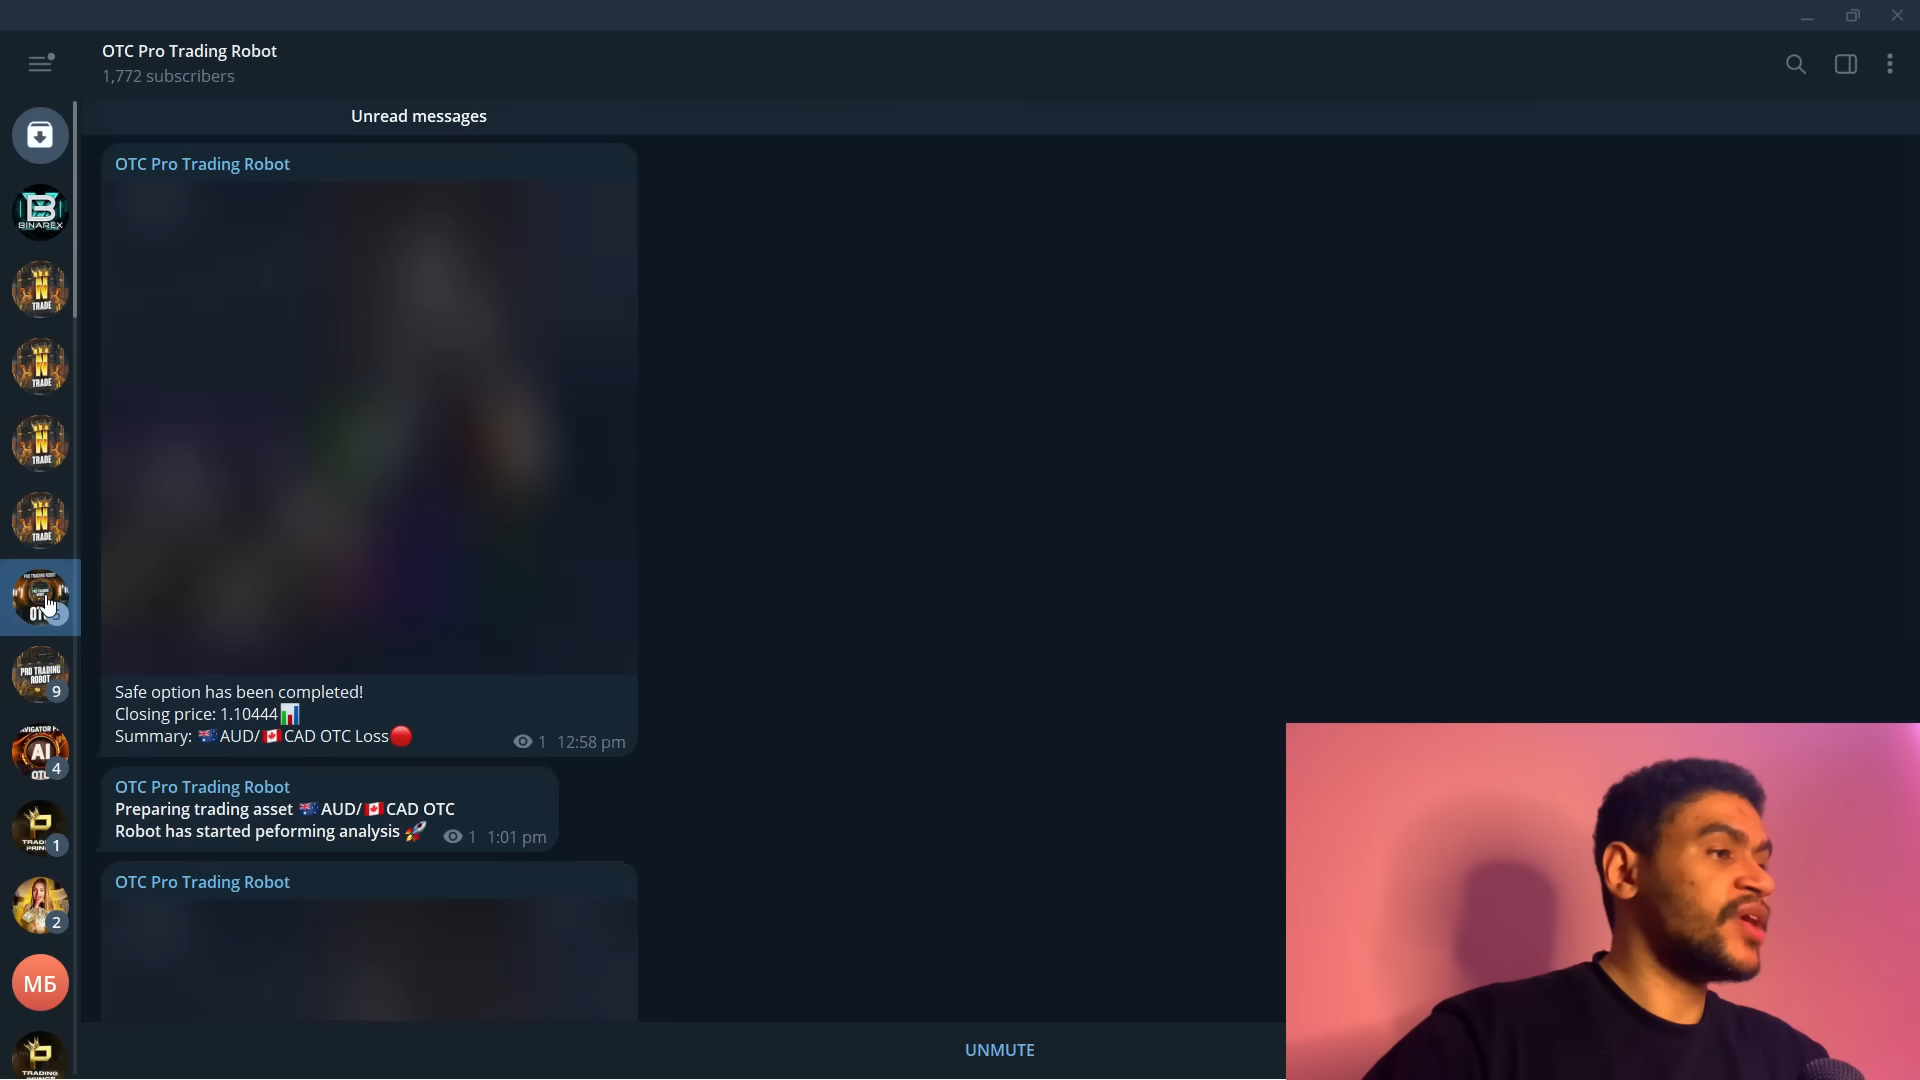 OTC Pro Trading Robot
1,772 subscribers
Unread messages
BINAREX
N
TRADE
N
TRADE
N
TRADE
N
TRADE
PRO TRADING
ROBOT
9
AI
4
1
2
МБ
TRADING
OTC Pro Trading Robot
Safe option has been completed!
Closing price: 1.10444
Summary: AUD/CAD OTC Loss
1 12:58 pm
OTC Pro Trading Robot
Preparing trading asset AUD/CAD OTC
Robot has started peforming analysis
1 1:01 pm
OTC Pro Trading Robot
UNMUTE